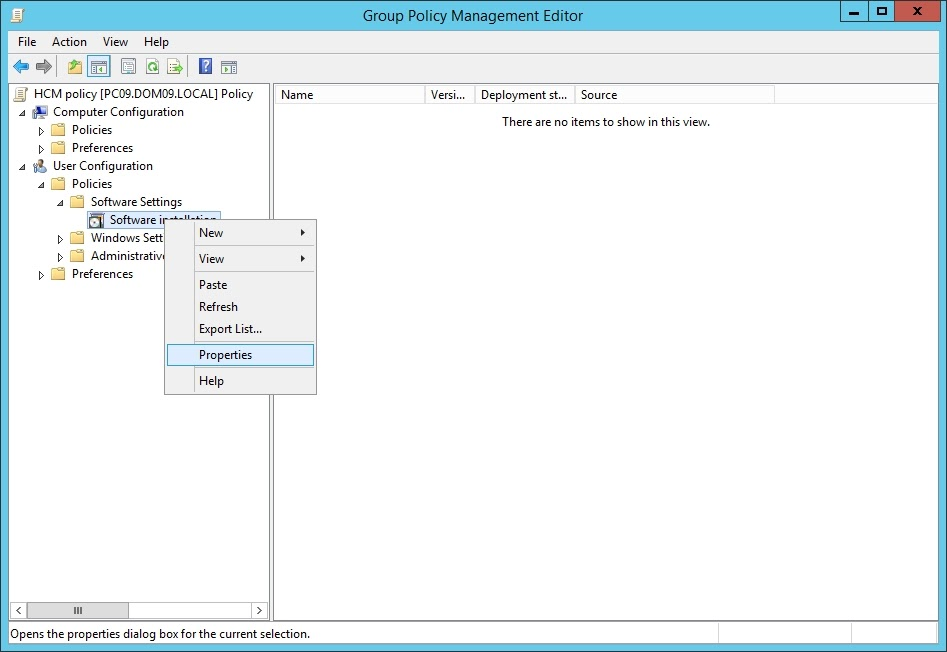 Group Policy Management Editor
File Action View Help
HCM policy [PC09.DOM09.LOCAL] Policy
Computer Configuration
Policies
Preferences
User Configuration
Policies
Software Settings
Software installation
Windows Sett
Administrative
Preferences
New
View
Paste
Refresh
Export List...
Properties
Help
Name Versi... Deployment st... Source
There are no items to show in this view.
Opens the properties dialog box for the current selection.